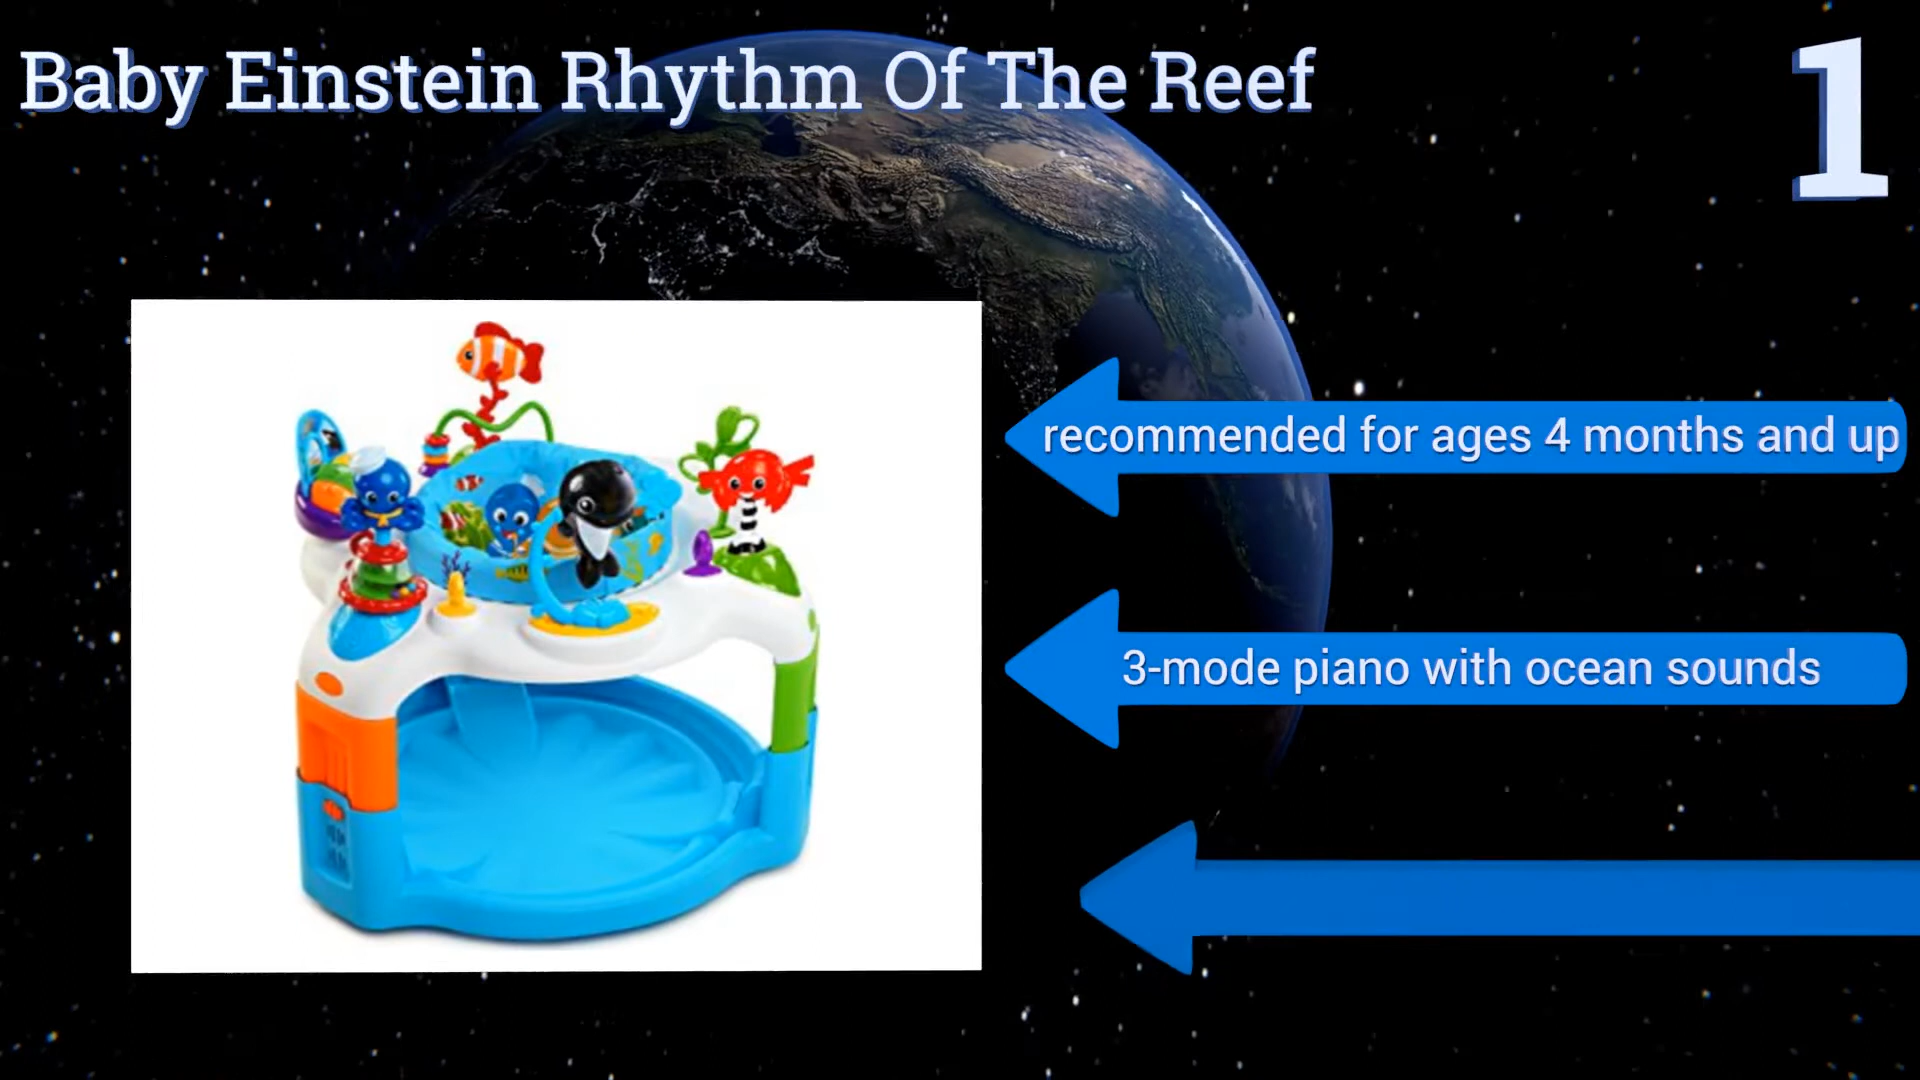 Baby Einstein Rhythm Of The Reef
1
recommended for ages 4 months and up
3-mode piano with ocean sounds